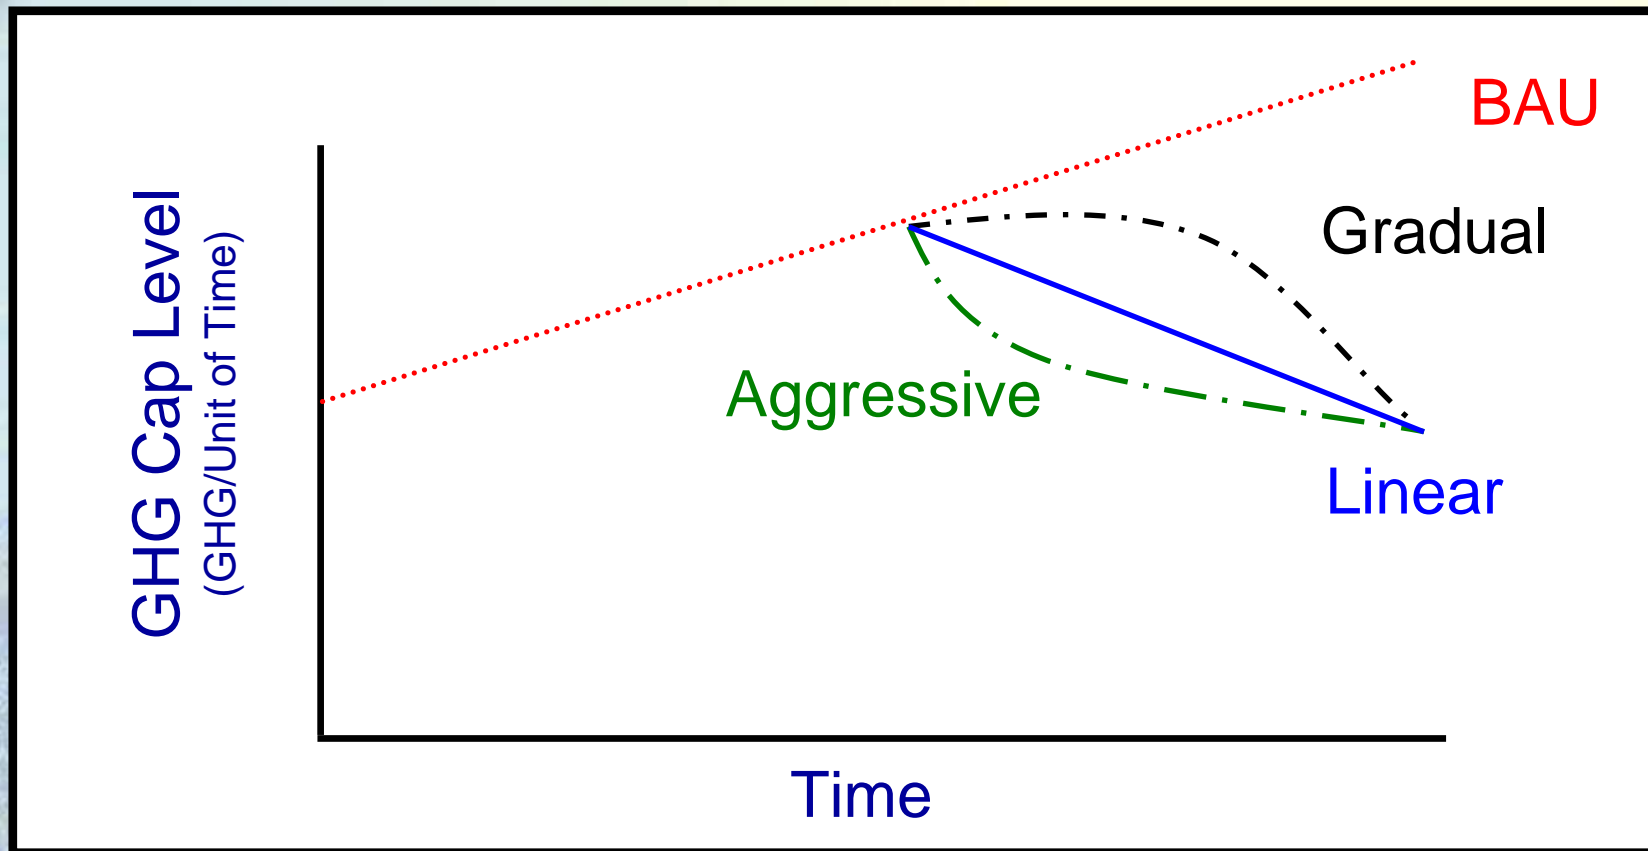 BAU
Gradual
Aggressive
Linear
GHG Cap Level
(GHG/Unit of Time)
Time